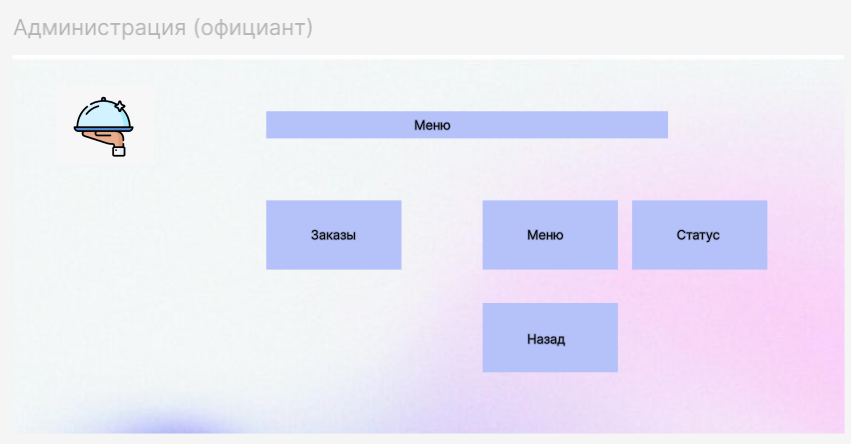 Администрация (официант)
Меню
Заказы
Меню
Статус
Назад